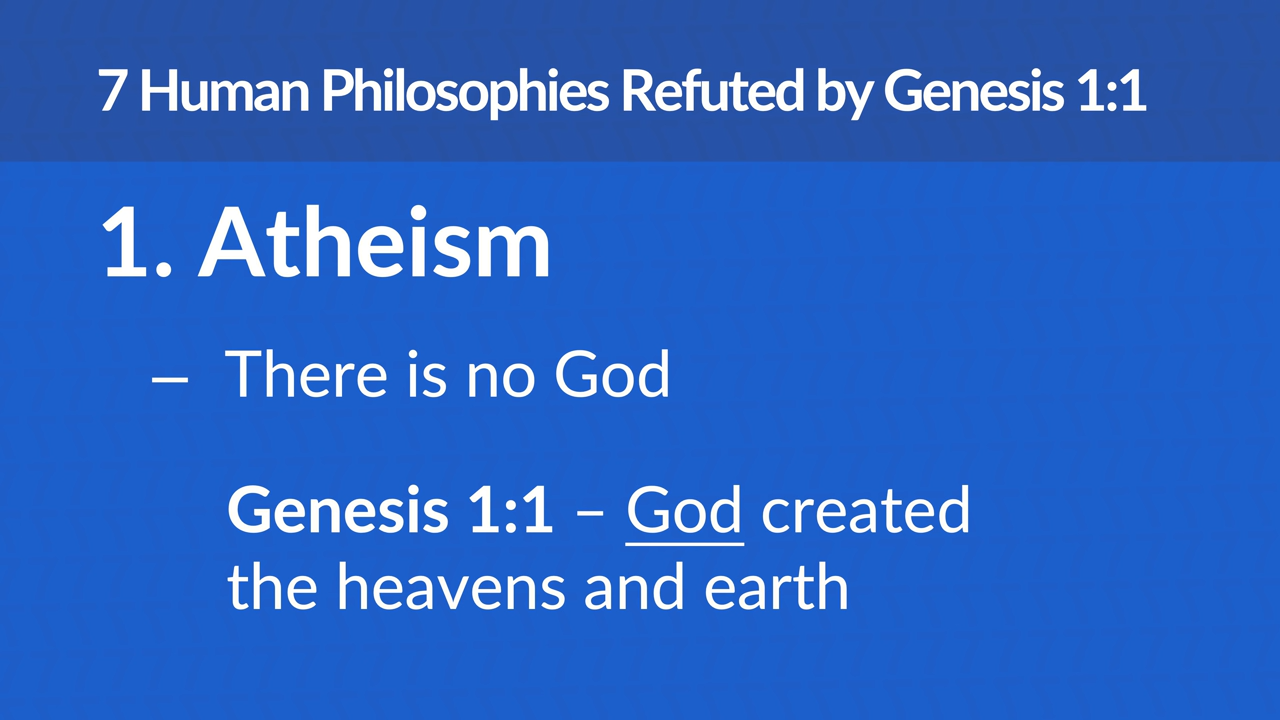 7 Human Philosophies Refuted by Genesis 1:1
1. Atheism
– There is no God
Genesis 1:1 – God created
the heavens and earth